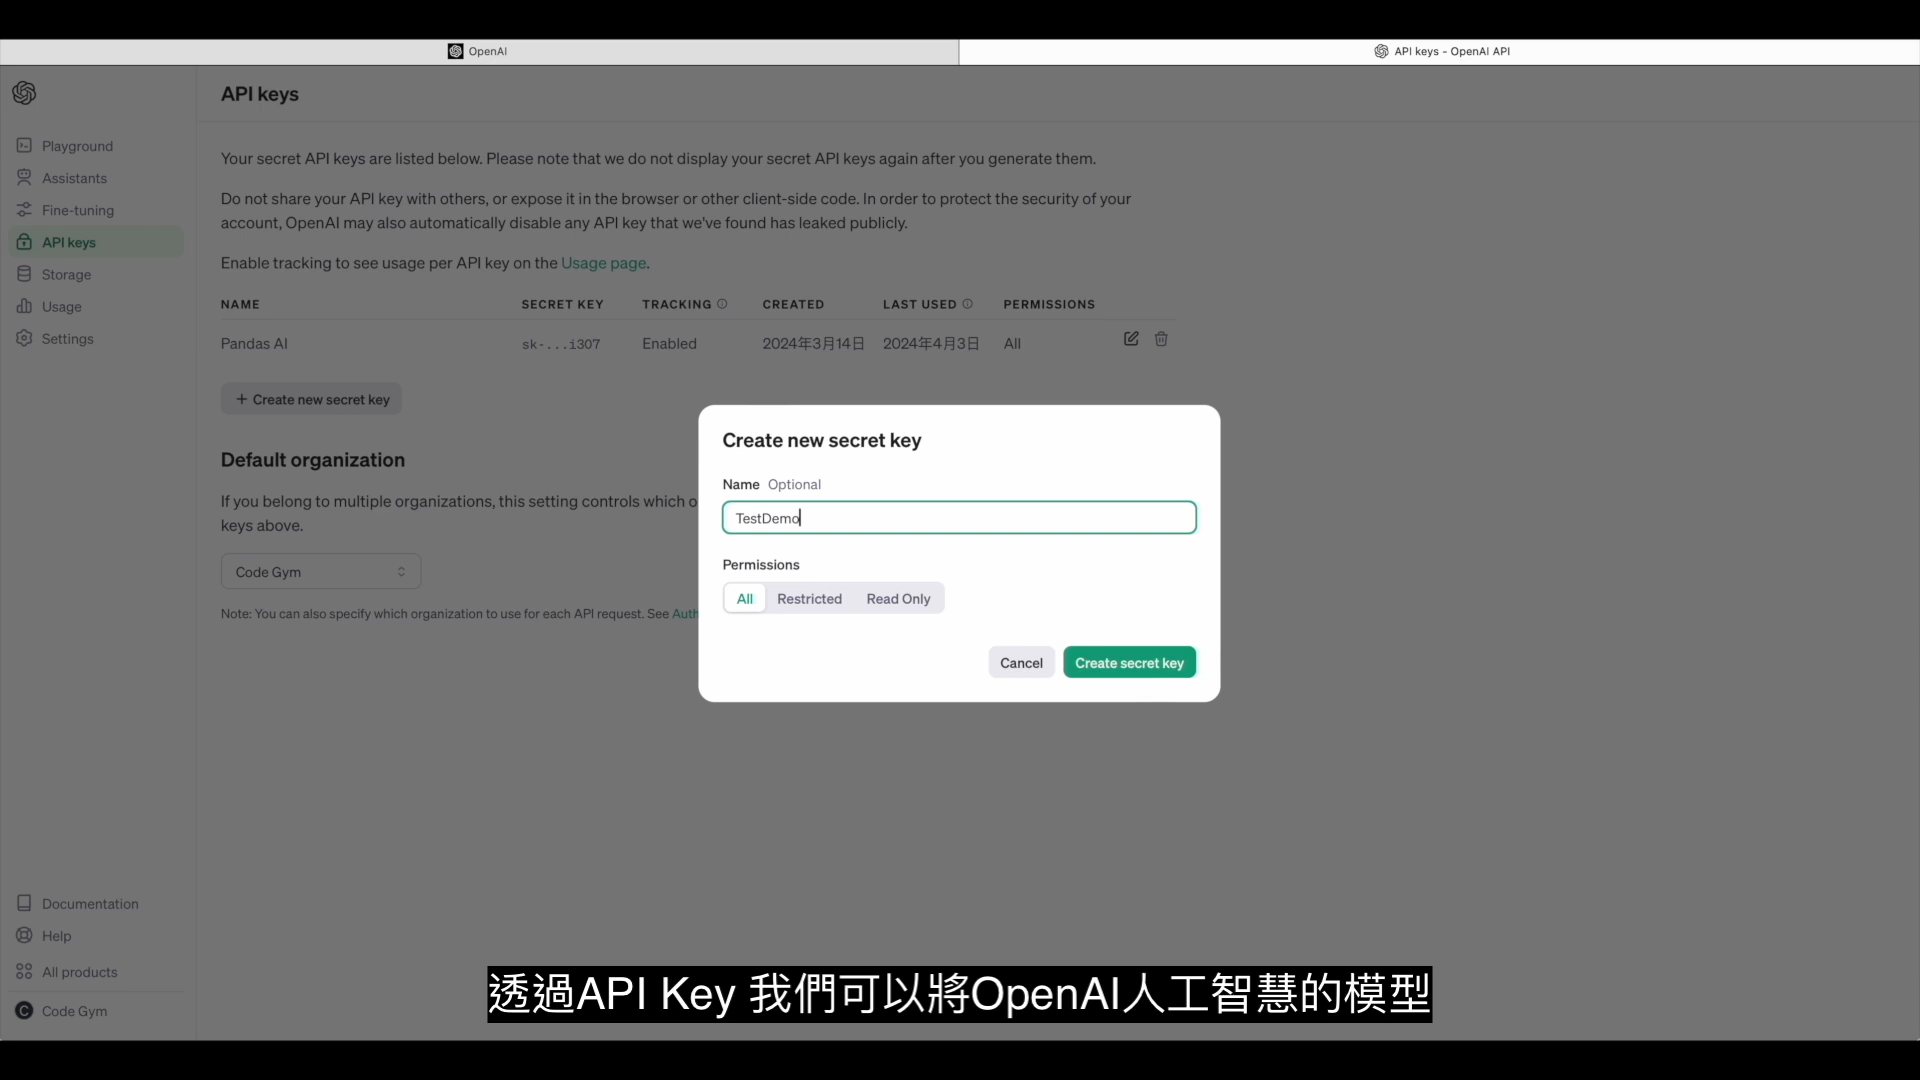 OpenAI
API keys - OpenAI API
API keys
Playground
Assistants
Fine-tuning
API keys
Storage
Usage
Settings
Your secret API keys are listed below. Please note that we do not display your secret API keys again after you generate them.
Do not share your API key with others, or expose it in the browser or other client-side code. In order to protect the security of your
account, OpenAI may also automatically disable any API key that we've found has leaked publicly.
Enable tracking to see usage per API key on the Usage page.
NAME SECRET KEY TRACKING CREATED LAST USED PERMISSIONS
Pandas AI sk-...i307 Enabled 2024年3月14日 2024年4月3日 All
+ Create new secret key
Default organization
If you belong to multiple organizations, this setting controls which o
keys above.
Code Gym
Note: You can also specify which organization to use for each API request. See Auth
Create new secret key
Name Optional
TestDemo
Permissions
All Restricted Read Only
Cancel Create secret key
Documentation
Help
All products
C Code Gym
透過API Key 我們可以將OpenAI人工智慧的模型